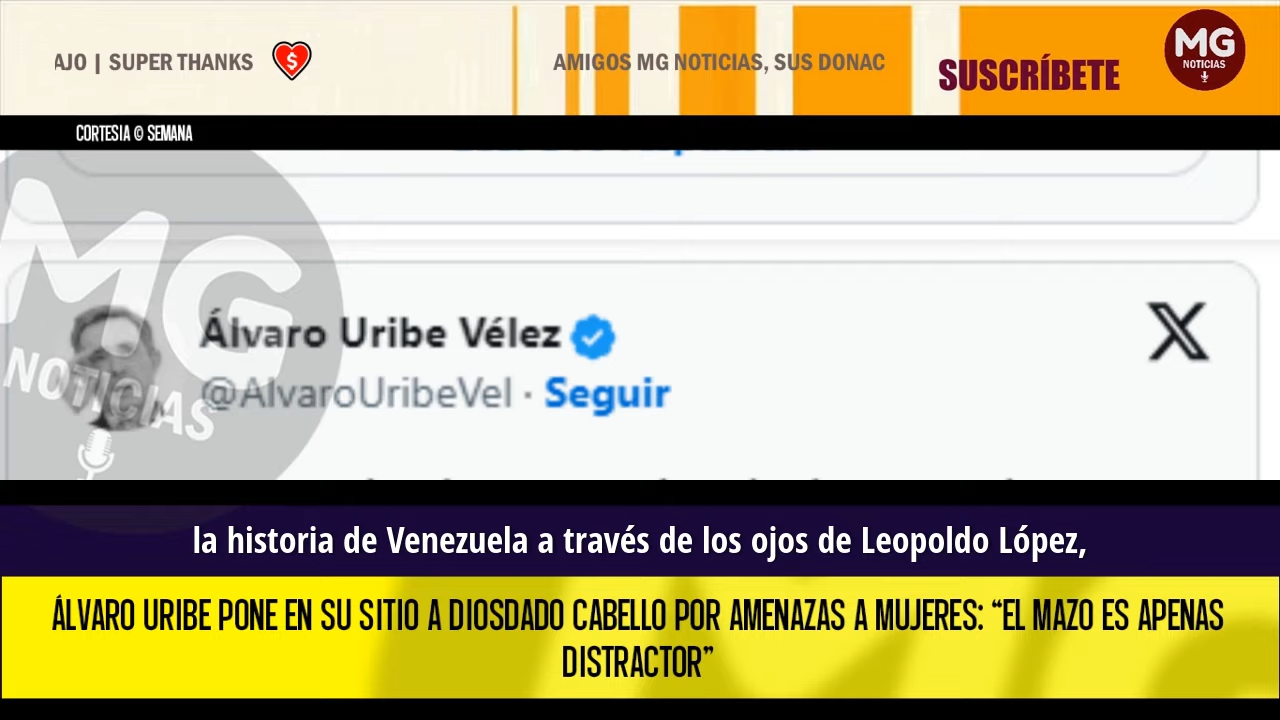 AJO | SUPER THANKS
$
AMIGOS MG NOTICIAS, SUS DONAC
SUSCRÍBETE
MG
NOTICIAS
CORTESIA © SEMANA
MG
NOTICIAS
Álvaro Uribe Vélez
@AlvaroUribeVel · Seguir
la historia de Venezuela a través de los ojos de Leopoldo López,
ÁLVARO URIBE PONE EN SU SITIO A DIOSDADO CABELLO POR AMENAZAS A MUJERES: “EL MAZO ES APENAS
DISTRACTOR”